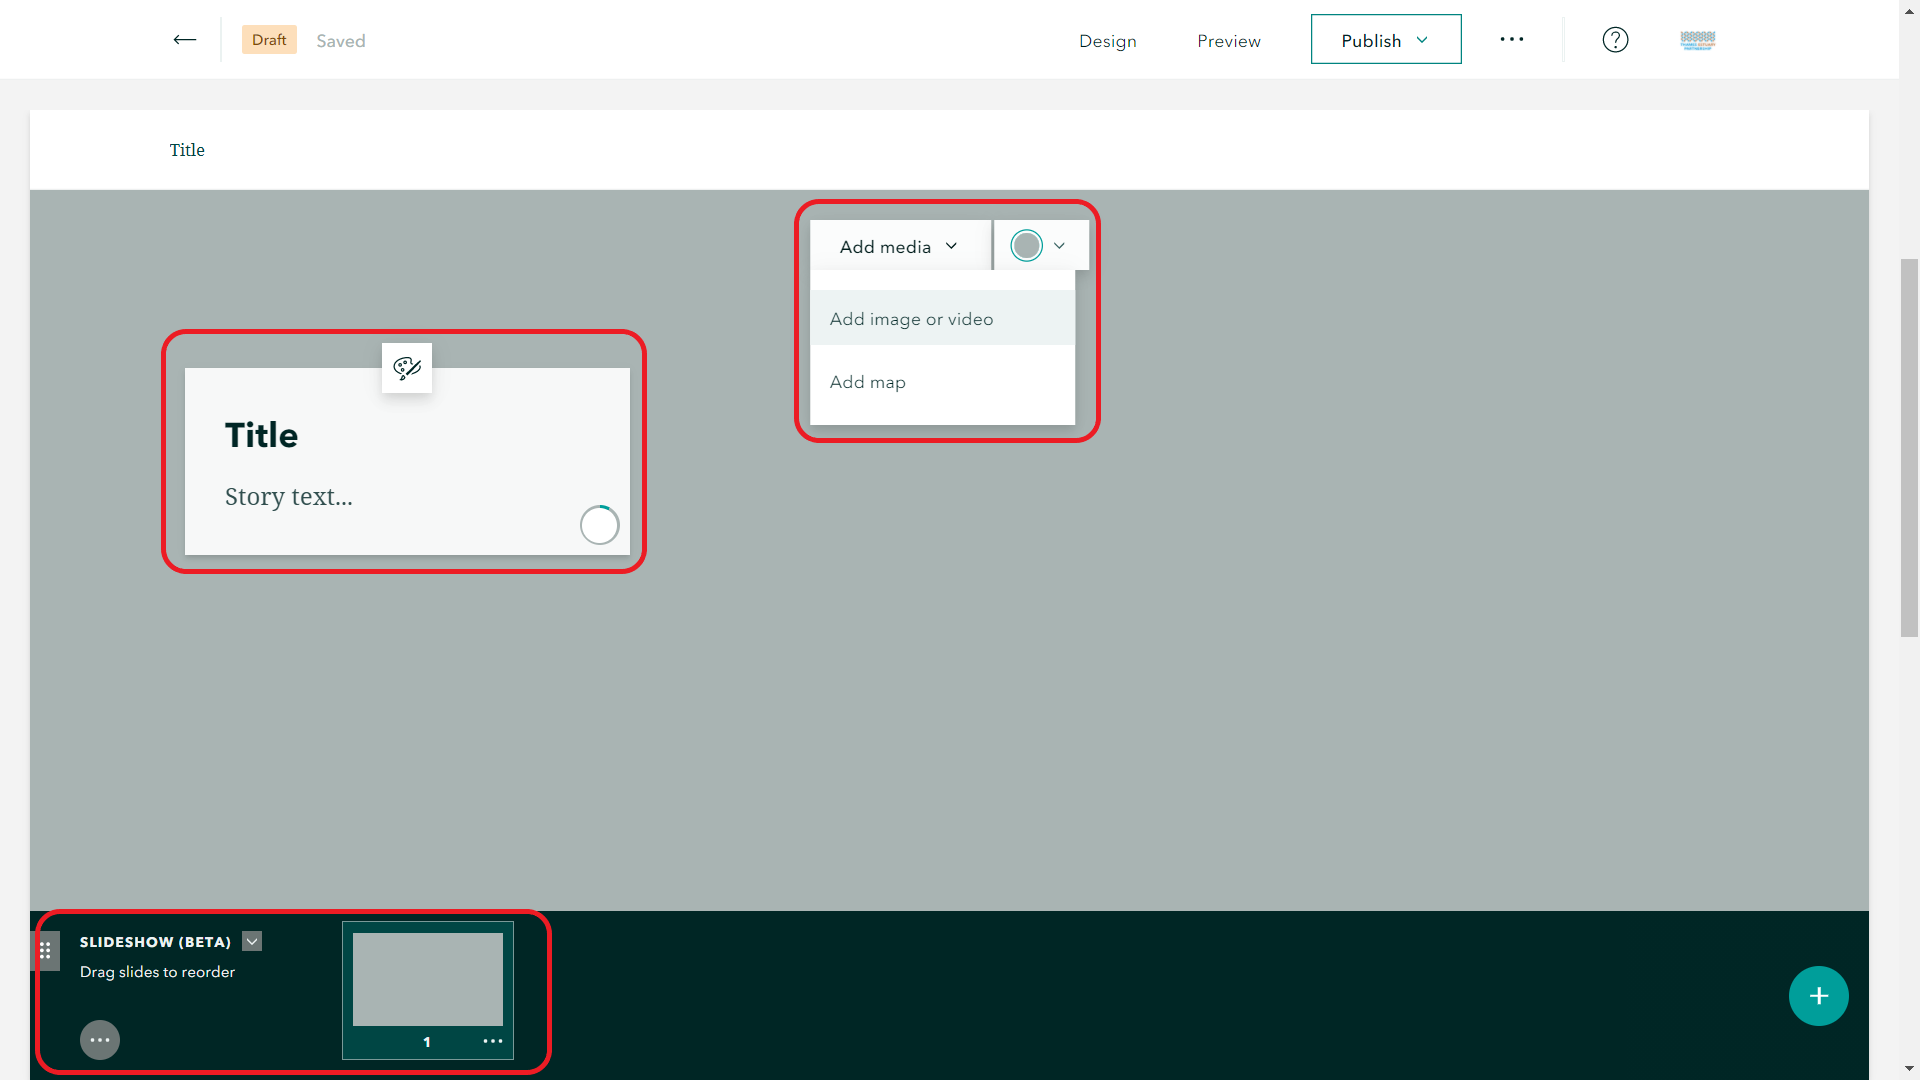 Draft
Saved
Design
Preview
Publish
Title
Add media
Add image or video
Add map
Title
Story text...
SLIDESHOW (BETA)
Drag slides to reorder
1